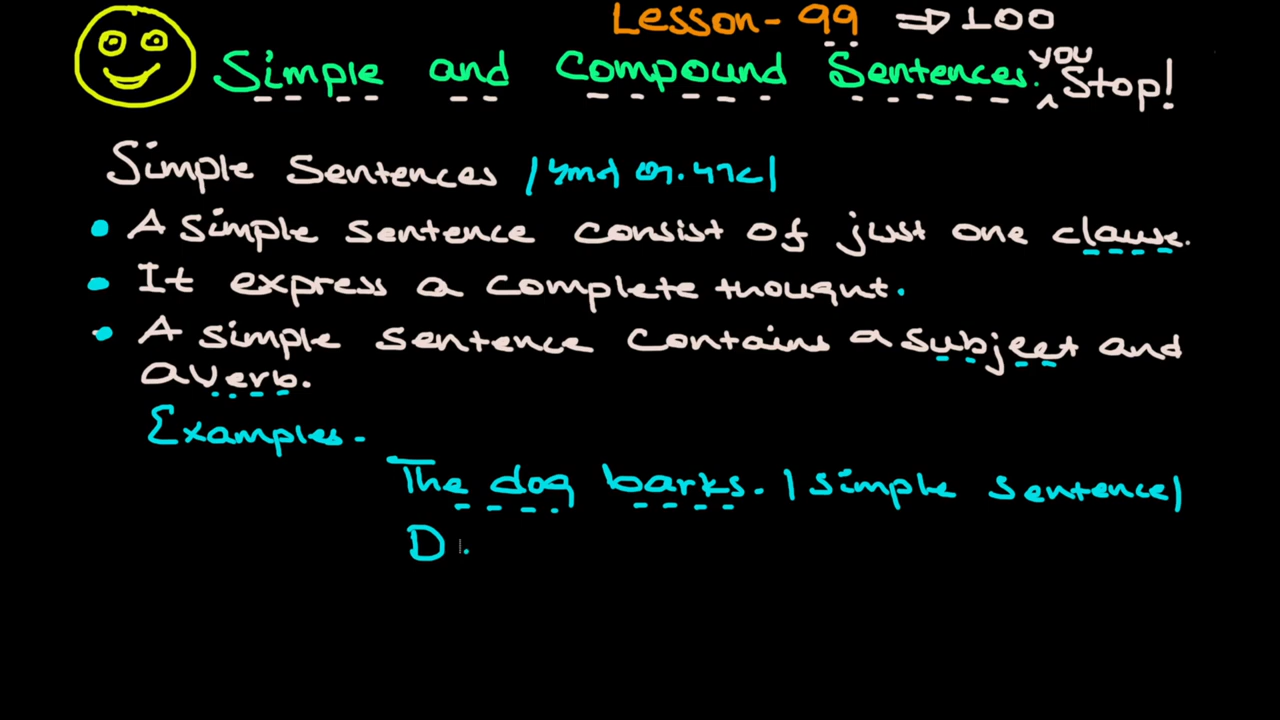 Lesson - 99 ⇒ 100
Simple and Compound Sentences. you
^ Stop!
Simple Sentences
• A simple sentence consist of just one clause.
• It express a complete thought.
• A simple sentence contains a subject and
a verb.
Examples.
The dog barks. / simple sentence/
D